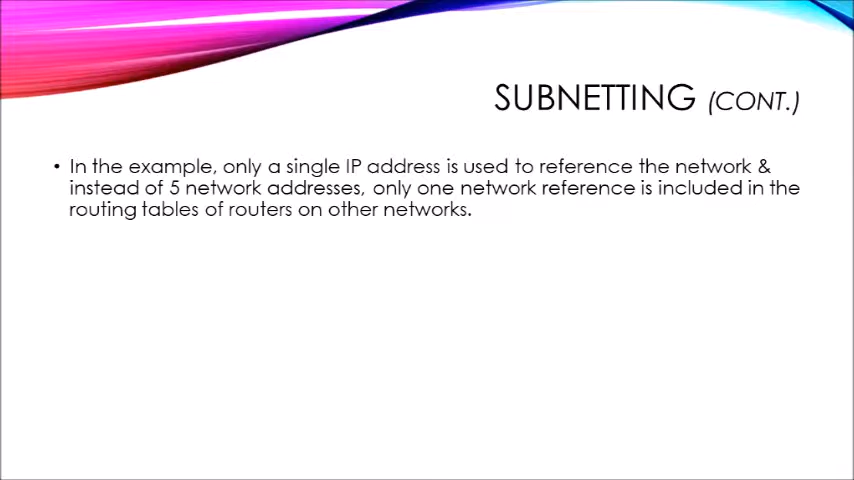 SUBNETTING (CONT.)
• In the example, only a single IP address is used to reference the network &
instead of 5 network addresses, only one network reference is included in the
routing tables of routers on other networks.